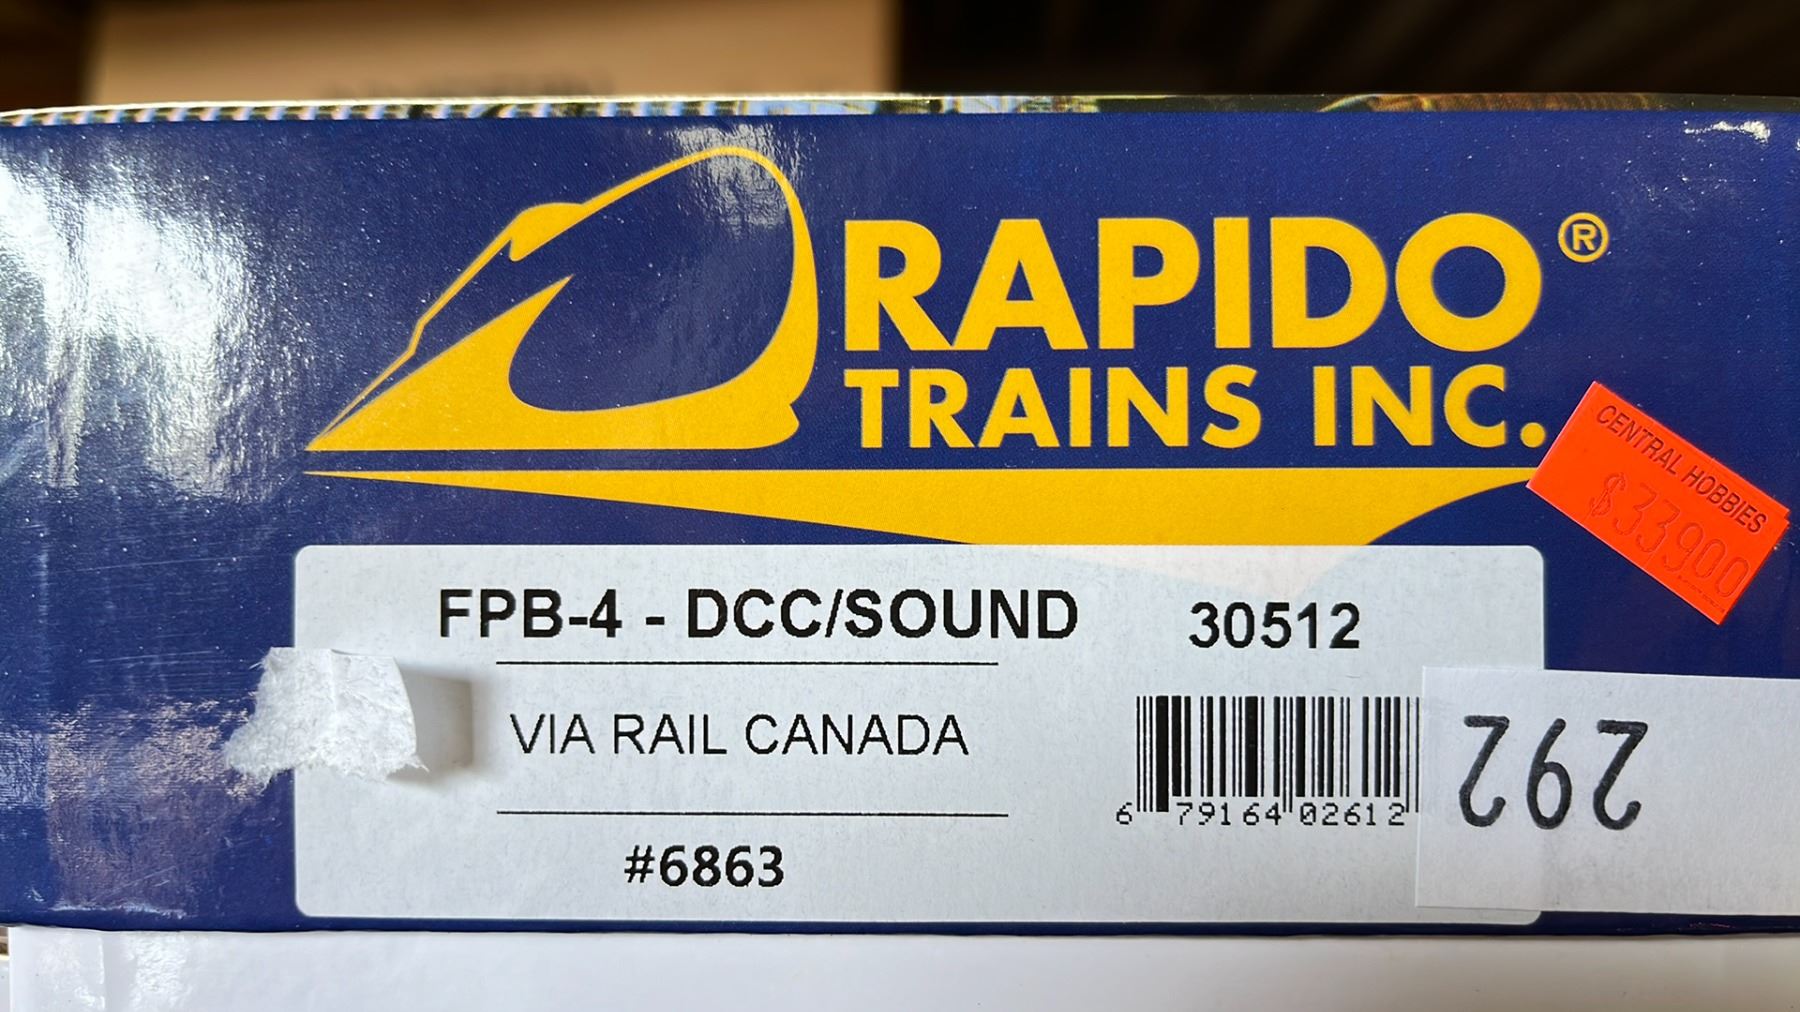 RAPIDO®
TRAINS INC.
CENTRAL HOBBIES
$33900
FPB-4 - DCC/SOUND
30512
VIA RAIL CANADA
6 79164 02612
292
#6863